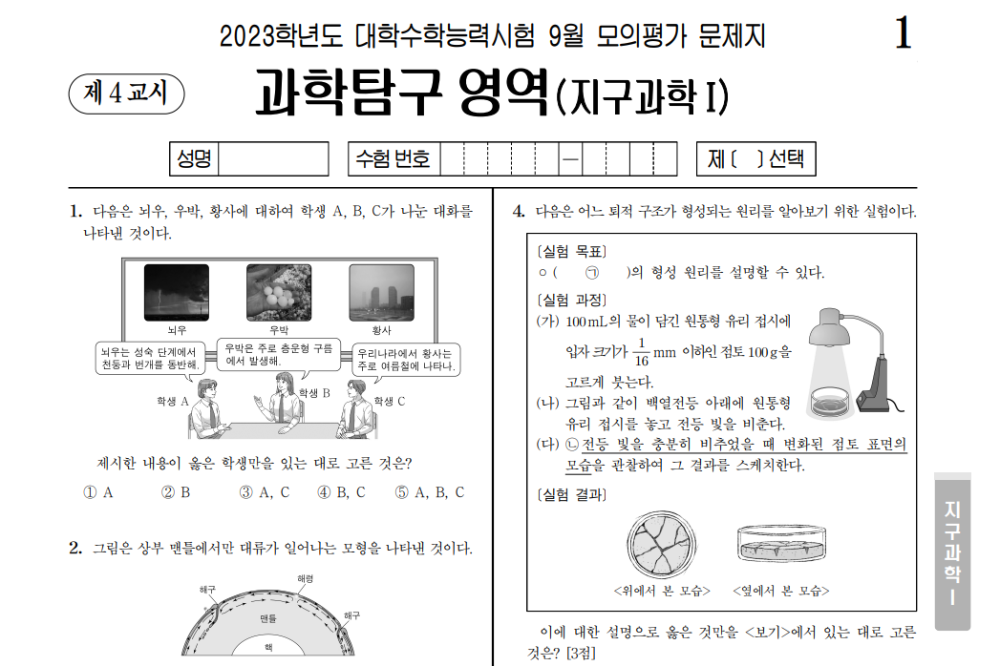 2023학년도 대학수학능력시험 9월 모의평가 문제지
1
제 4 교시
과학탐구 영역(지구과학 I)
성명
수험 번호
—
제 ( ) 선택
1. 다음은 뇌우, 우박, 황사에 대하여 학생 A, B, C가 나눈 대화를
나타낸 것이다.
뇌우
우박
황사
뇌우는 성숙 단계에서
천둥과 번개를 동반해.
우박은 주로 층운형 구름
에서 발생해.
우리나라에서 황사는
주로 여름철에 나타나.
학생 A
학생 B
학생 C
제시한 내용이 옳은 학생만을 있는 대로 고른 것은?
① A ② B ③ A, C ④ B, C ⑤ A, B, C
2. 그림은 상부 맨틀에서만 대류가 일어나는 모형을 나타낸 것이다.
해구
해령
해구
맨틀
핵
4. 다음은 어느 퇴적 구조가 형성되는 원리를 알아보기 위한 실험이다.
[실험 목표]
○ ( ㉠ )의 형성 원리를 설명할 수 있다.
[실험 과정]
(가) 100 mL의 물이 담긴 원통형 유리 접시에
입자 크기가 1/16 mm 이하인 점토 100 g을
고르게 붓는다.
(나) 그림과 같이 백열전등 아래에 원통형
유리 접시를 놓고 전등 빛을 비춘다.
(다) ㉡ 전등 빛을 충분히 비추었을 때 변화된 점토 표면의
모습을 관찰하여 그 결과를 스케치한다.
[실험 결과]
<위에서 본 모습>
<옆에서 본 모습>
이에 대한 설명으로 옳은 것만을 <보기>에서 있는 대로 고른
것은? [3점]
지구과학 I